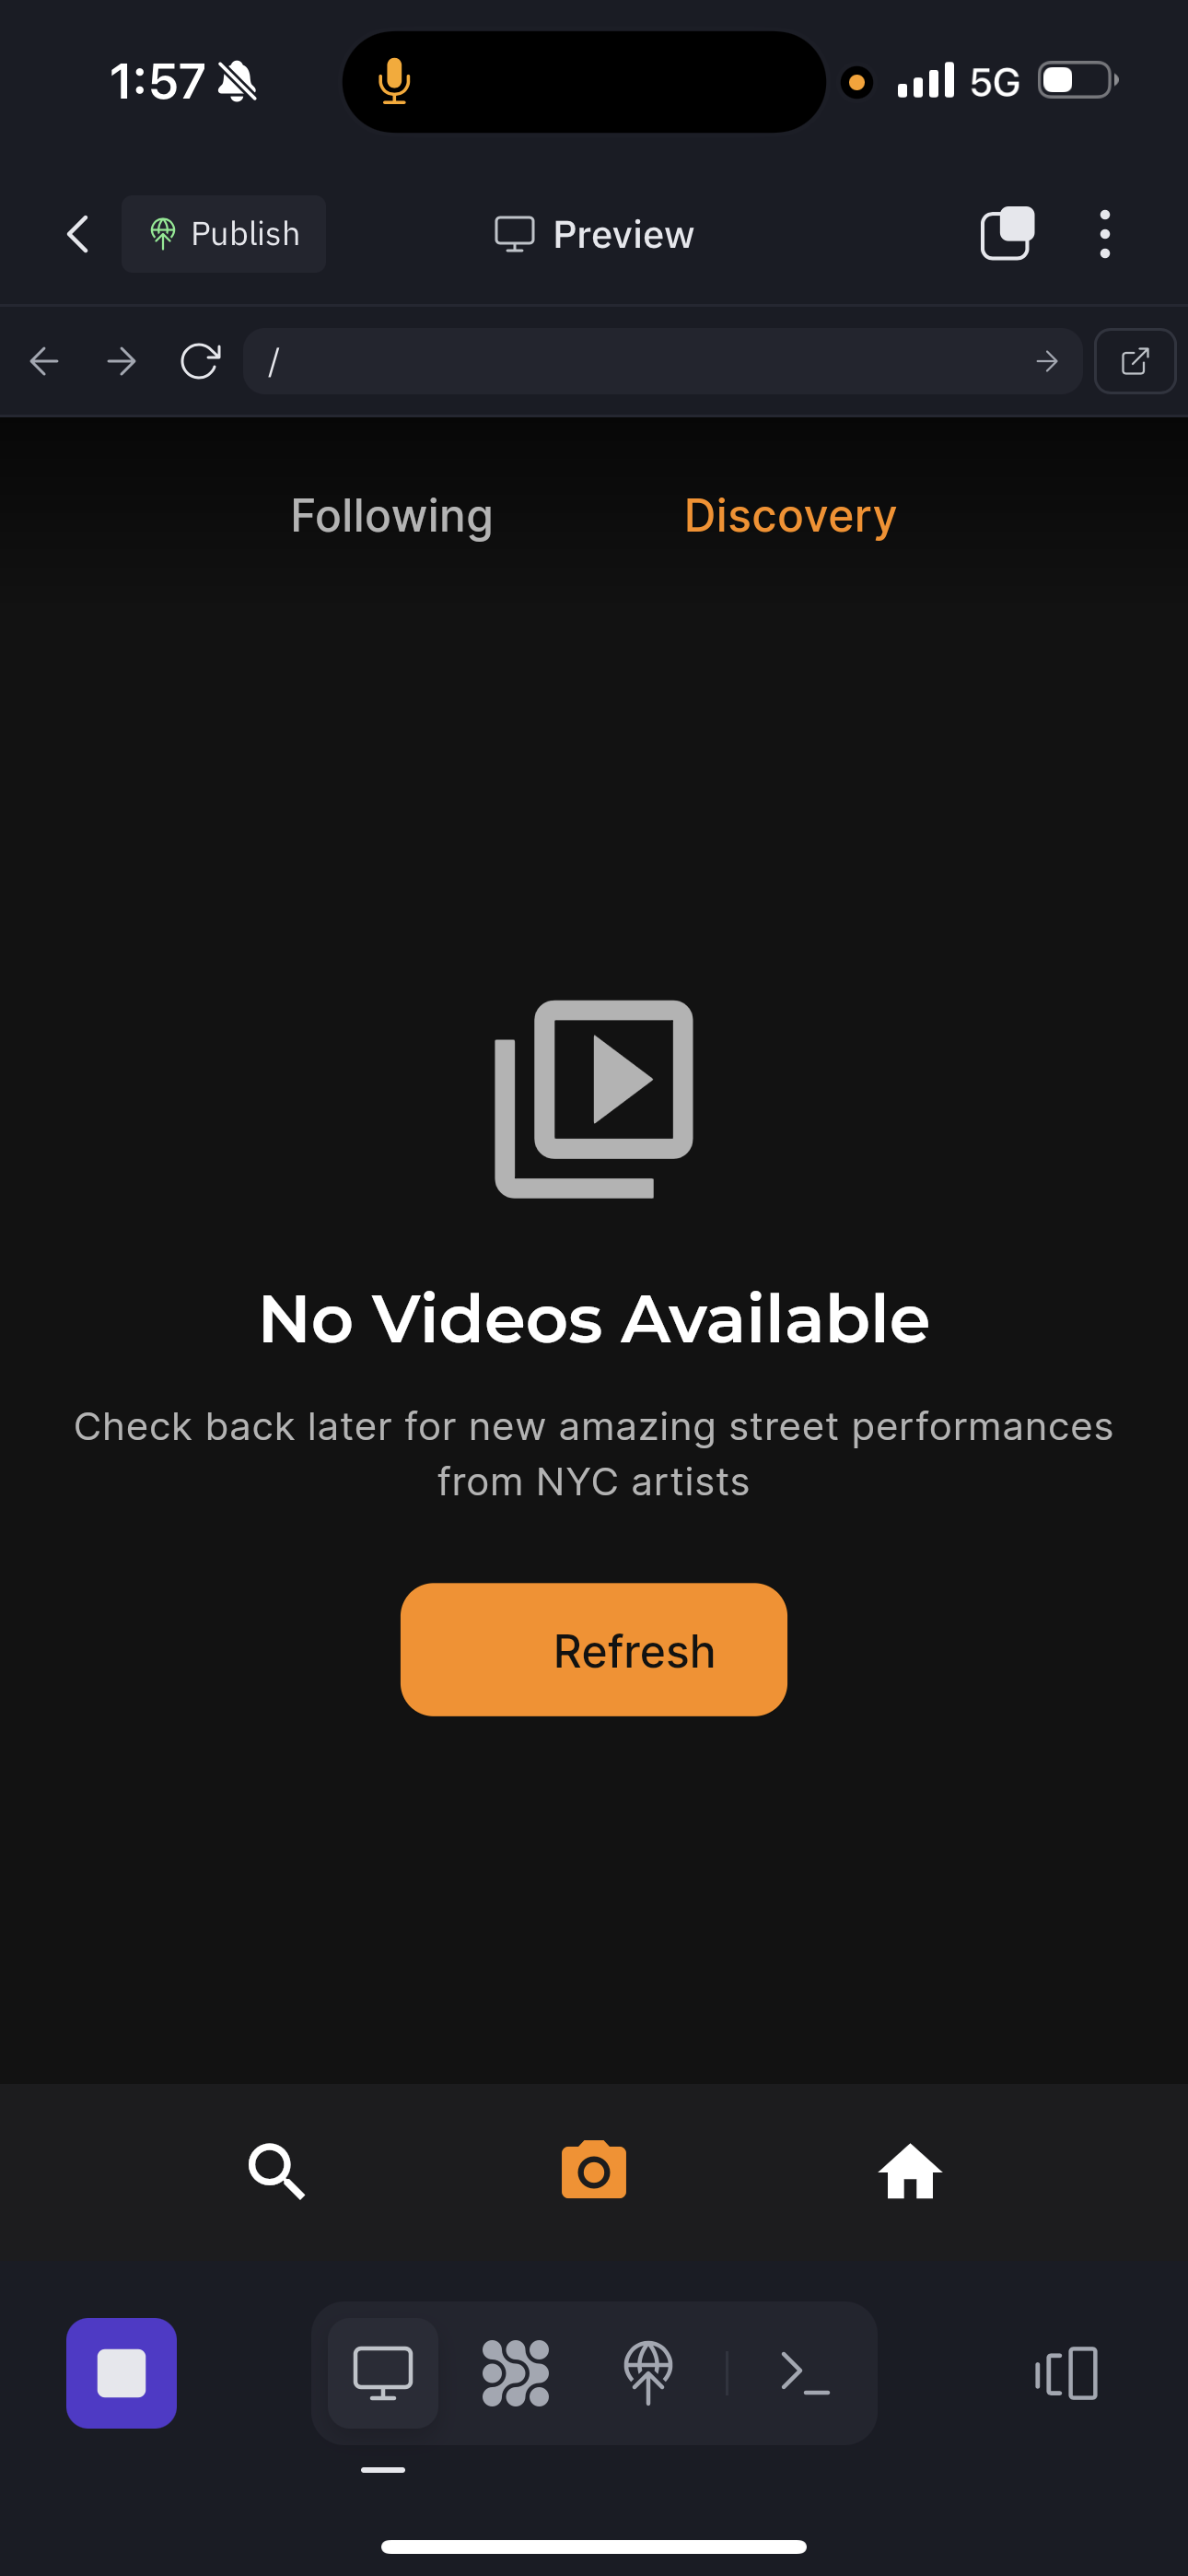 1:57
5G
Publish
Preview
/
Following
Discovery
No Videos Available
Check back later for new amazing street performances
from NYC artists
Refresh